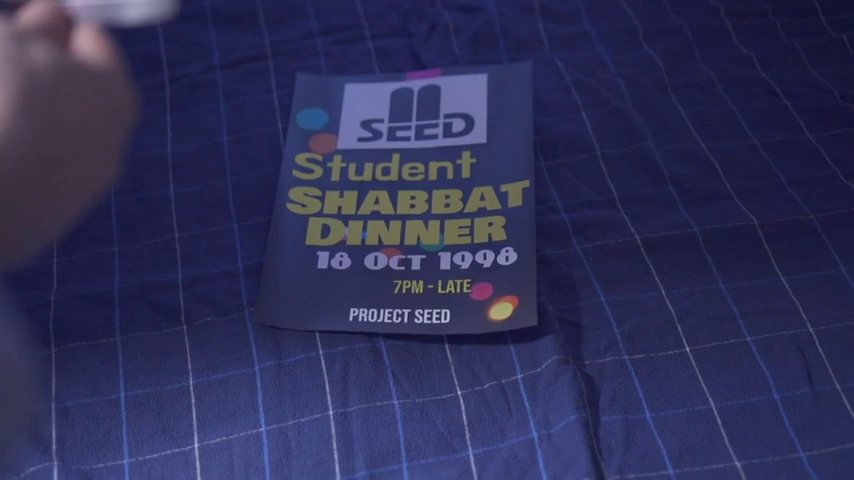 SEED
Student
SHABBAT
DINNER
18 OCT 1998
7PM - LATE
PROJECT SEED